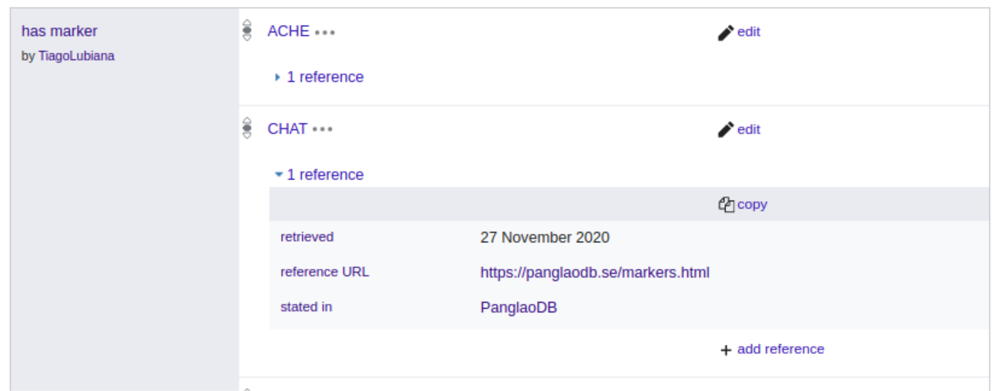 has marker
by TiagoLubiana
ACHE
edit
1 reference
CHAT
edit
1 reference
copy
retrieved 27 November 2020
reference URL https://panglaodb.se/markers.html
stated in PanglaoDB
+ add reference